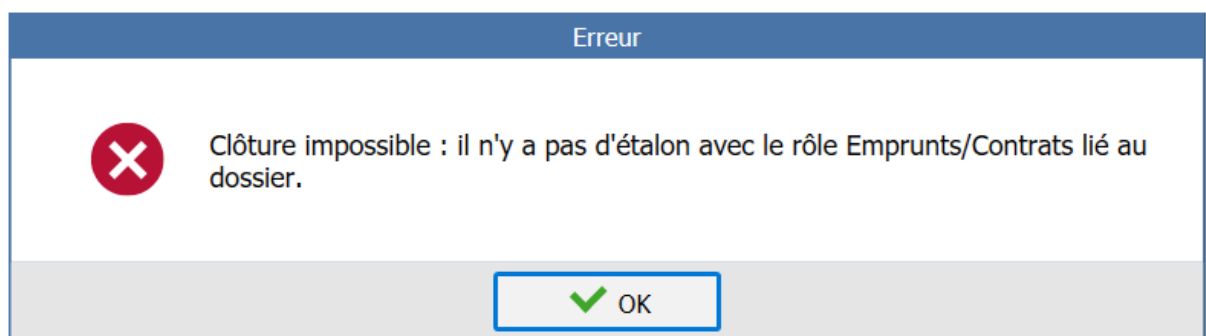 Erreur
Clôture impossible : il n'y a pas d'étalon avec le rôle Emprunts/Contrats lié au
dossier.
OK